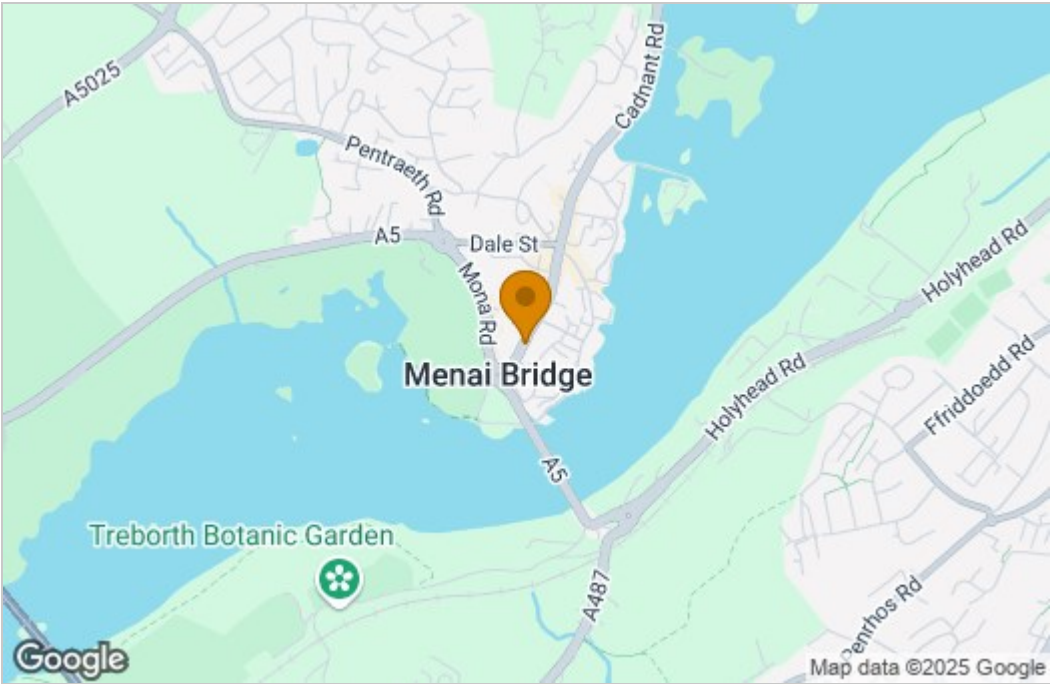 A5025
Cadnant Rd
Pentraeth Rd
A5
Dale St
Mona Rd
Holyhead Rd
Menai Bridge
Holyhead Rd
Ffriddoedd Rd
A5
Treborth Botanic Garden
A487
Penrhos Rd
Google
Map data ©2025 Google